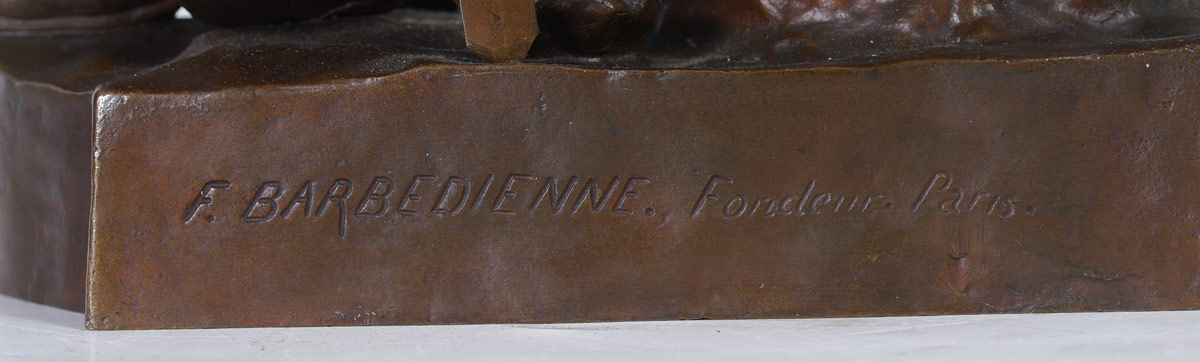 F. BARBEDIENNE. Fondeur. Paris.